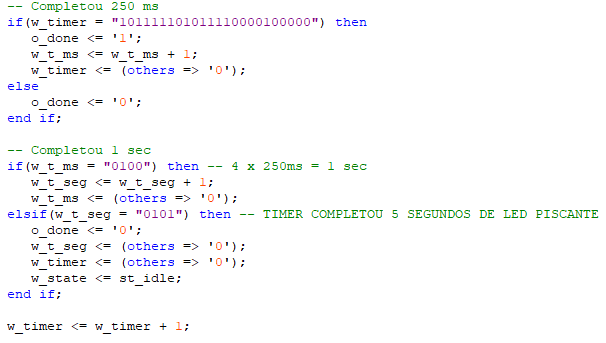 -- Completou 250 ms
if(w_timer = "101111101011110000100000") then
o_done <= '1';
w_t_ms <= w_t_ms + 1;
w_timer <= (others => '0');
else
o_done <= '0';
end if;
-- Completou 1 sec
if(w_t_ms = "0100") then -- 4 x 250ms = 1 sec
w_t_seg <= w_t_seg + 1;
w_t_ms <= (others => '0');
elsif(w_t_seg = "0101") then -- TIMER COMPLETOU 5 SEGUNDOS DE LED PISCANTE
o_done <= '0';
w_t_seg <= (others => '0');
w_timer <= (others => '0');
w_state <= st_idle;
end if;
w_timer <= w_timer + 1;